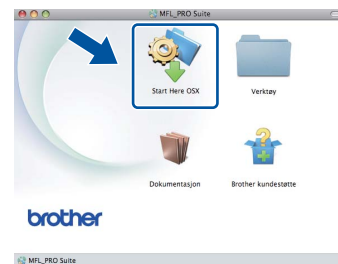 MFL_PRO Suite
Start Here OSX
Verktøy
Dokumentasjon
Brother kundestøtte
brother
MFL_PRO Suite